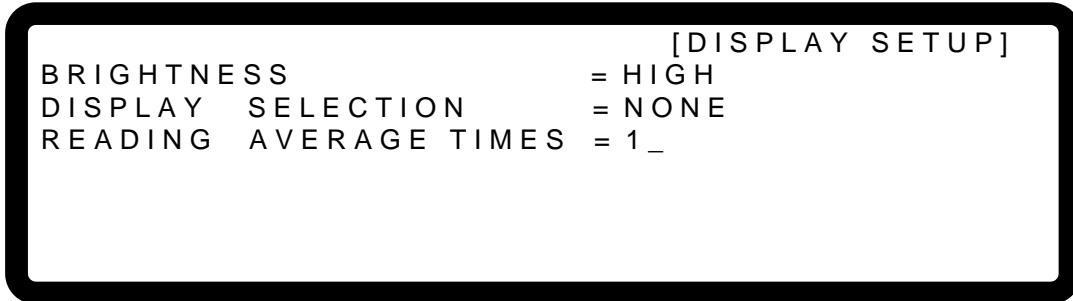 [DISPLAY SETUP]
BRIGHTNESS = HIGH
DISPLAY SELECTION = NONE
READING AVERAGE TIMES = 1_